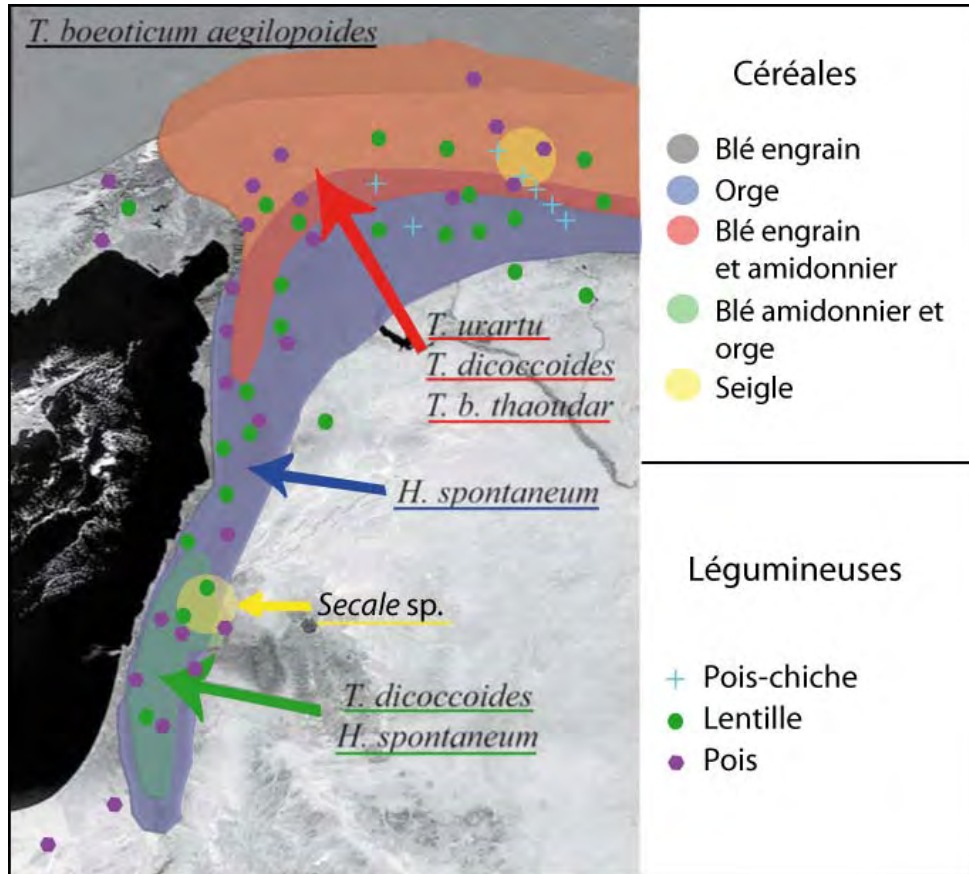 T. boeoticum aegilopoides
T. urartu
T. dicoccoides
T. b. thaoudar
H. spontaneum
Secale sp.
T. dicoccoides
H. spontaneum
Céréales
Blé engrain
Orge
Blé engrain
et amidonnier
Blé amidonnier et
orge
Seigle
Légumineuses
Pois-chiche
Lentille
Pois